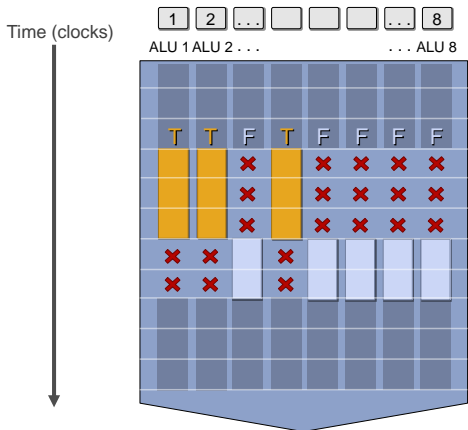 1 2 ... ... 8
Time (clocks)
ALU 1 ALU 2 . . . . . . ALU 8
T T F T F F F F